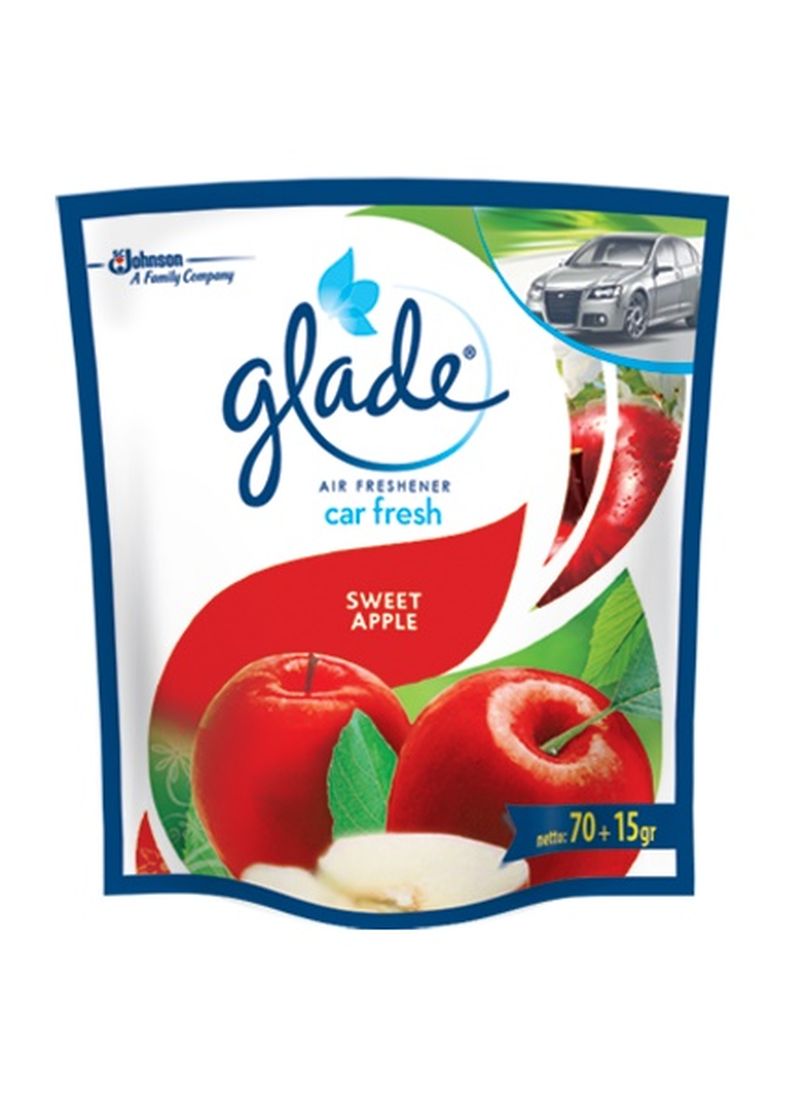 SC Johnson
A Family Company
glade®
AIR FRESHENER
car fresh
SWEET
APPLE
netto: 70 + 15gr